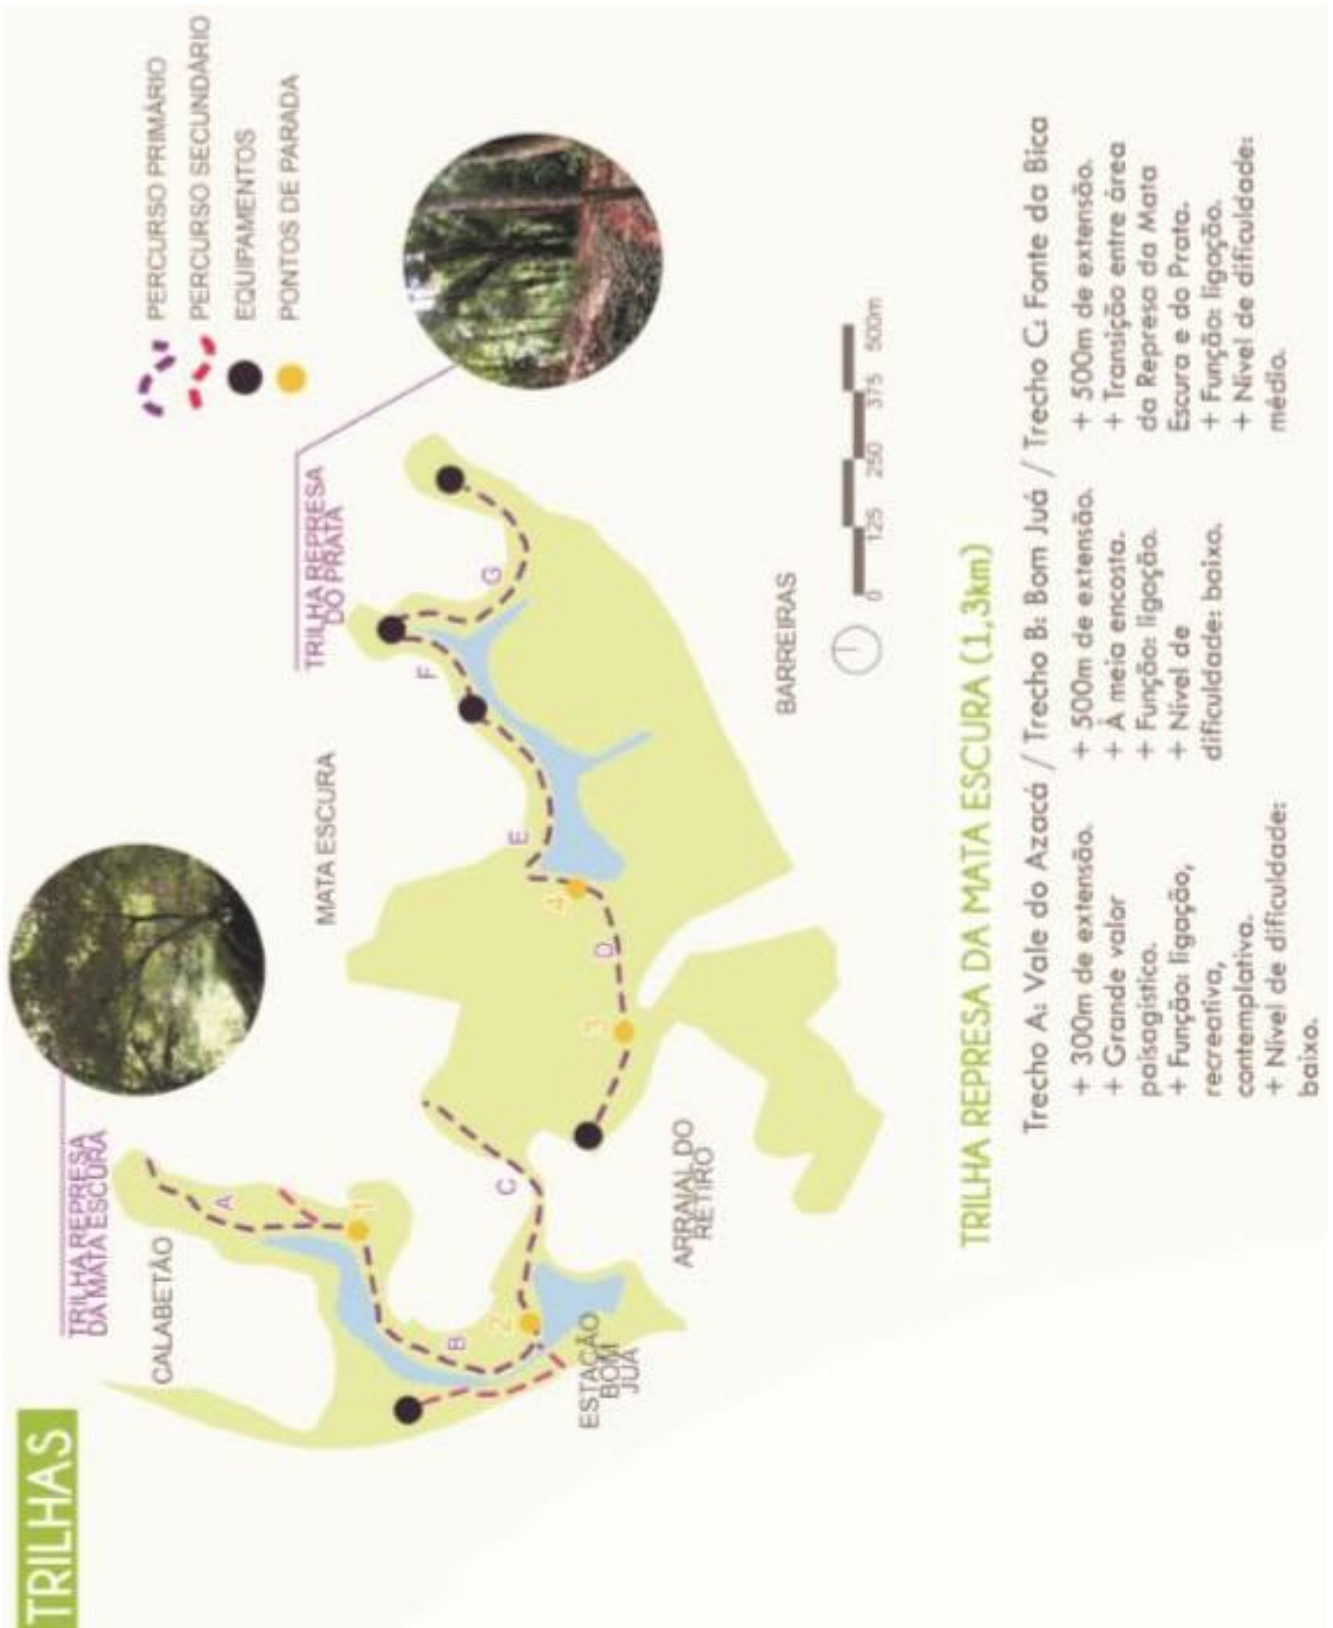 TRILHAS
TRILHA REPRESA
DA MATA ESCURA
CALABETÃO
MATA ESCURA
TRILHA REPRESA
DO PRATA
PERCURSO PRIMÁRIO
PERCURSO SECUNDÁRIO
EQUIPAMENTOS
PONTOS DE PARADA
A
1
B
2
C
3
D
4
E
F
G
ESTAÇÃO
BOM
JUÁ
ARRAIAL DO
RETIRO
BARREIRAS
0 125 250 375 500m
TRILHA REPRESA DA MATA ESCURA (1,3km)
Trecho A: Vale do Azacá / Trecho B: Bom Juá / Trecho C: Fonte da Bica
+ 300m de extensão.
+ Grande valor
paisagístico.
+ Função: ligação,
recreativa,
contemplativa.
+ Nível de dificuldade:
baixo.
+ 500m de extensão.
+ À meia encosta.
+ Função: ligação.
+ Nível de
dificuldade: baixo.
+ 500m de extensão.
+ Transição entre área
da Represa da Mata
Escura e do Prata.
+ Função: ligação.
+ Nível de dificuldade:
médio.